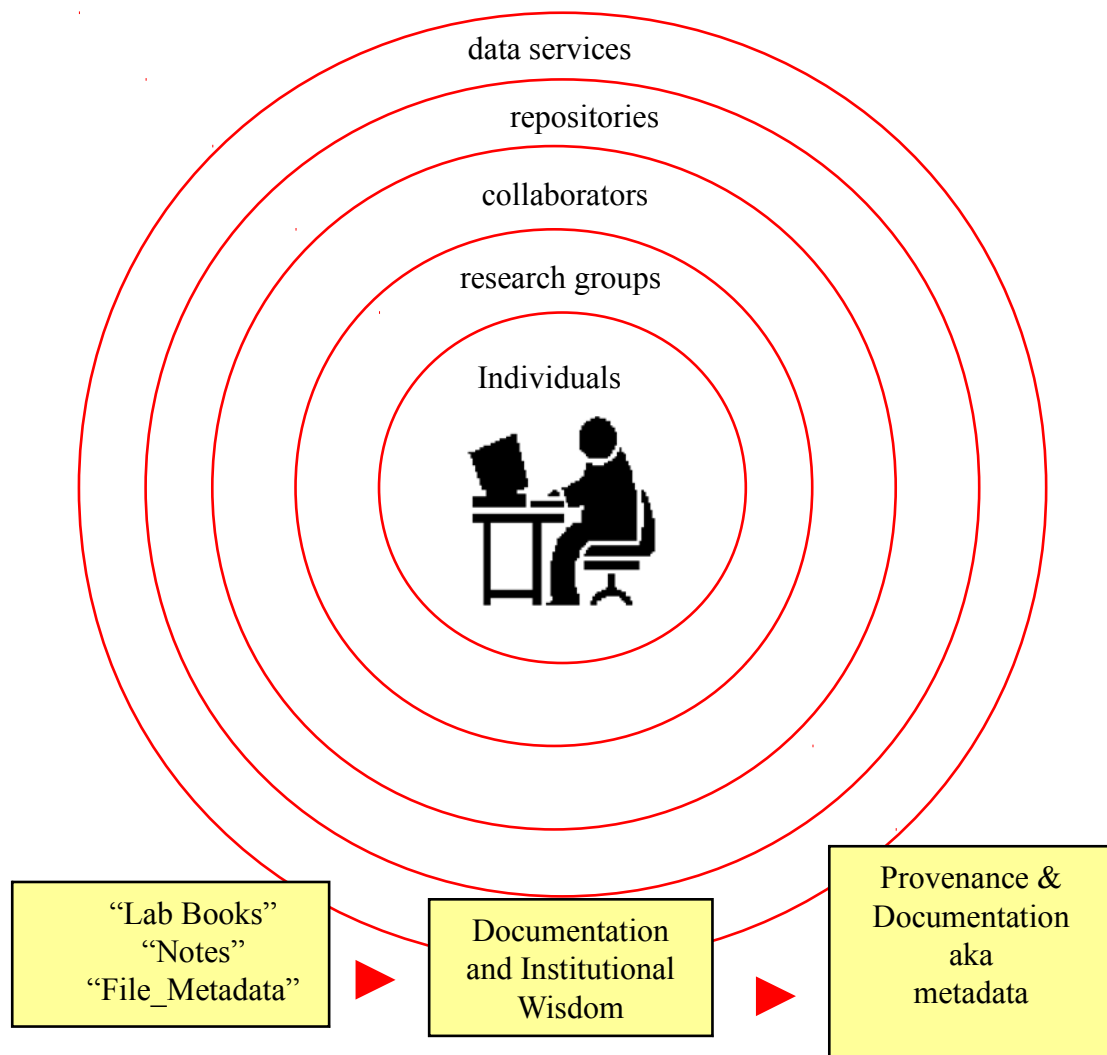 data services
repositories
collaborators
research groups
Individuals
“Lab Books”
“Notes”
“File_Metadata”
Documentation
and Institutional
Wisdom
Provenance &
Documentation
aka
metadata